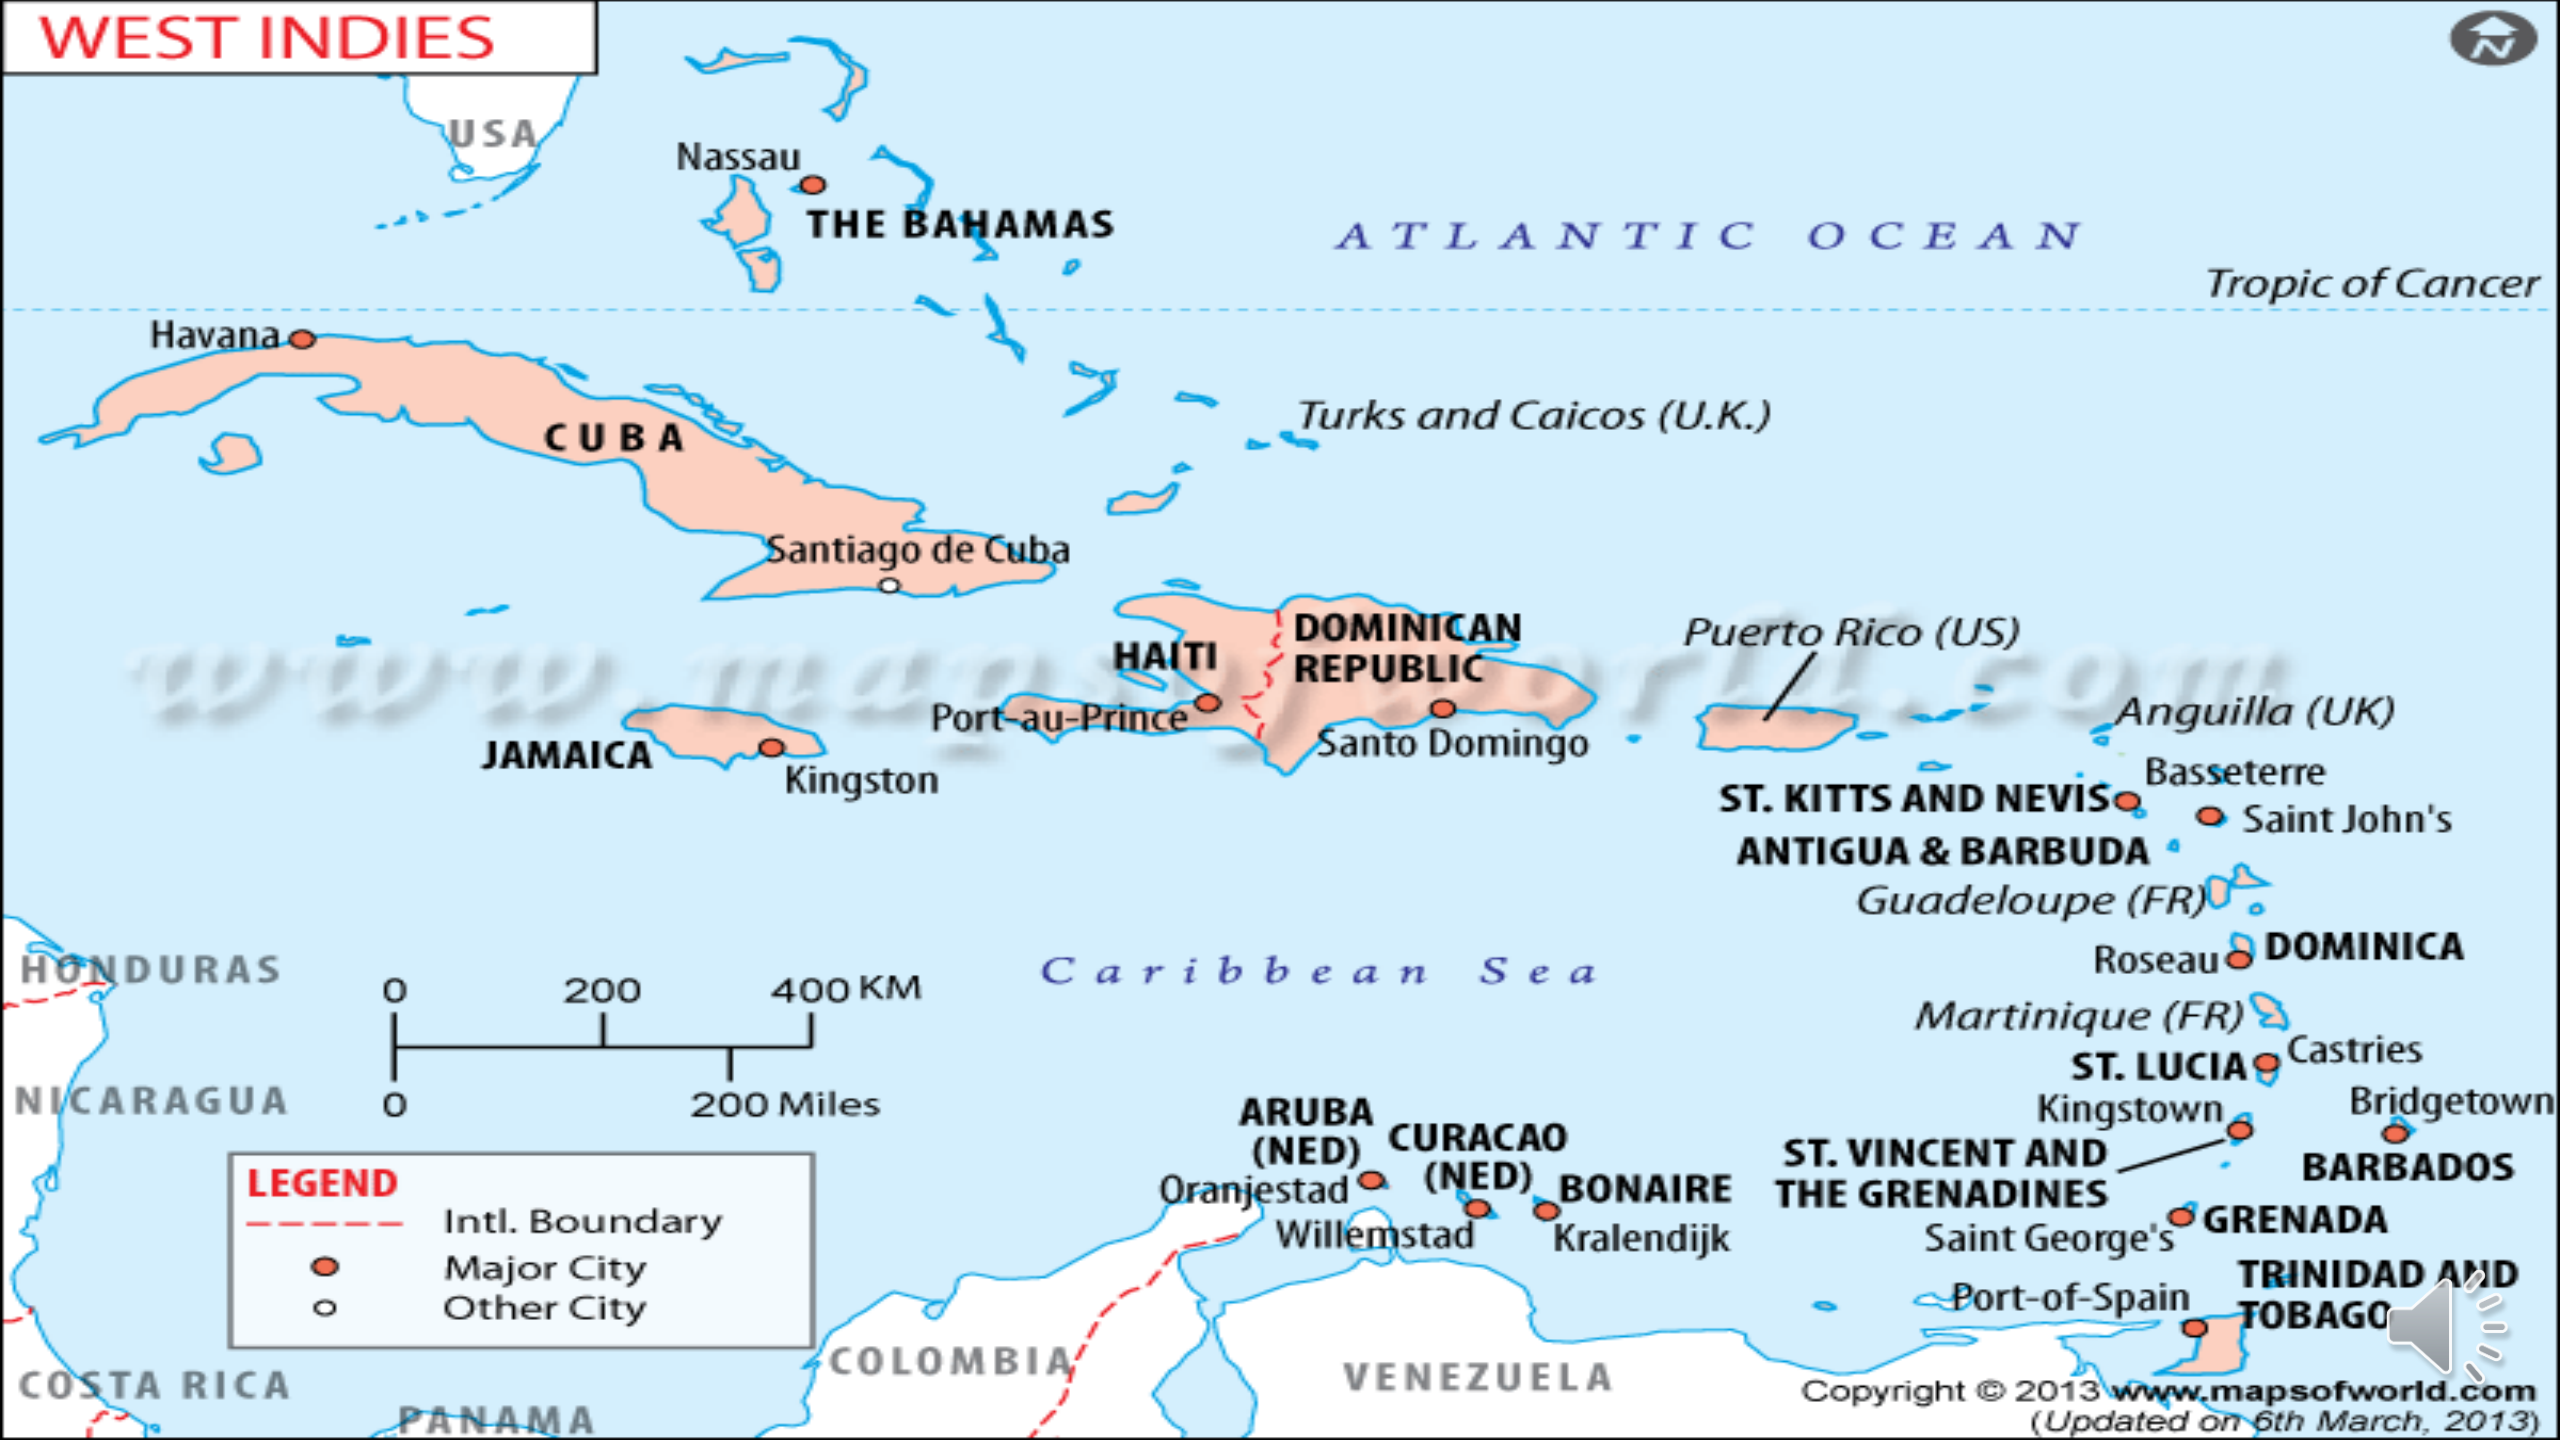 WEST INDIES
N
USA
Nassau
THE BAHAMAS
ATLANTIC OCEAN
Tropic of Cancer
Havana
CUBA
Turks and Caicos (U.K.)
Santiago de Cuba
HAITI
DOMINICAN
REPUBLIC
Puerto Rico (US)
www.mapsofworld.com
Port-au-Prince
Santo Domingo
Anguilla (UK)
JAMAICA
Kingston
Basseterre
ST. KITTS AND NEVIS
Saint John's
ANTIGUA & BARBUDA
Guadeloupe (FR)
Roseau
DOMINICA
HONDURAS
Caribbean Sea
0 200 400 KM
Martinique (FR)
Castries
ST. LUCIA
NICARAGUA
0 200 Miles
Kingstown
Bridgetown
ARUBA
(NED)
CURACAO
(NED)
ST. VINCENT AND
THE GRENADINES
BARBADOS
Oranjestad
BONAIRE
Willemstad
Kralendijk
GRENADA
Saint George's
LEGEND
Intl. Boundary
Major City
Other City
TRINIDAD AND
TOBAGO
Port-of-Spain
COLOMBIA
VENEZUELA
COSTA RICA
PANAMA
Copyright © 2013 www.mapsofworld.com
(Updated on 6th March, 2013)